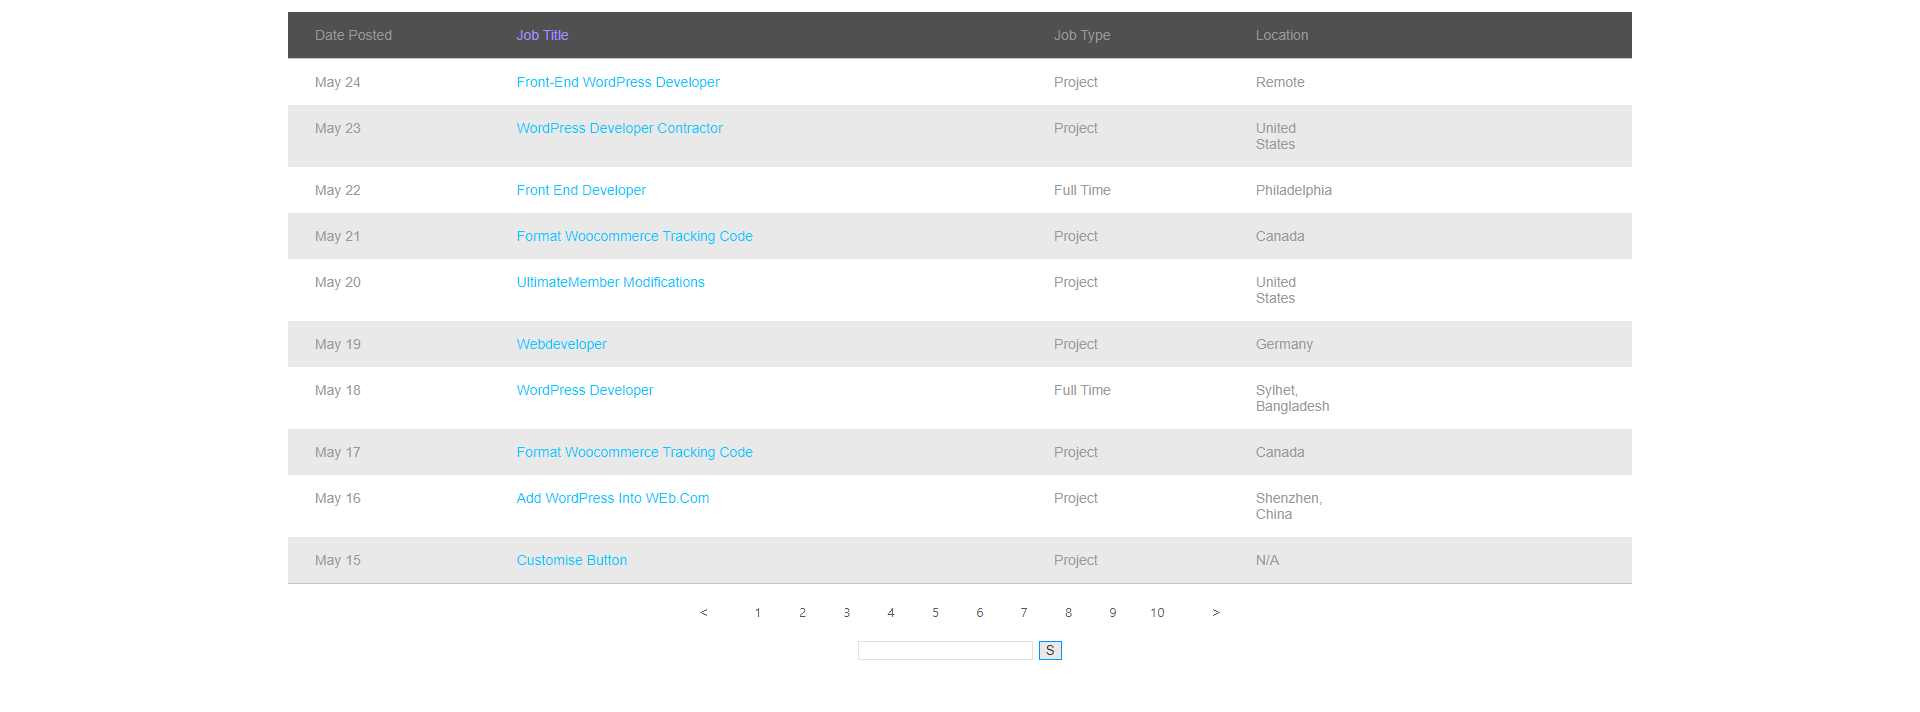 Date Posted Job Title Job Type Location
May 24 Front-End WordPress Developer Project Remote
May 23 WordPress Developer Contractor Project United
States
May 22 Front End Developer Full Time Philadelphia
May 21 Format Woocommerce Tracking Code Project Canada
May 20 UltimateMember Modifications Project United
States
May 19 Webdeveloper Project Germany
May 18 WordPress Developer Full Time Sylhet,
Bangladesh
May 17 Format Woocommerce Tracking Code Project Canada
May 16 Add WordPress Into WEb.Com Project Shenzhen,
China
May 15 Customise Button Project N/A
< 1 2 3 4 5 6 7 8 9 10 >
S